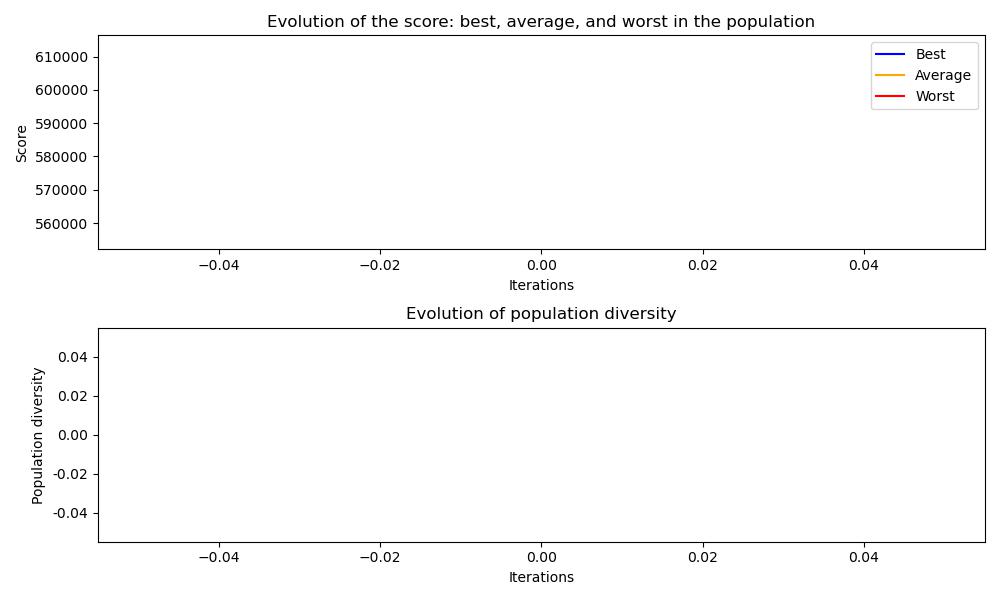 Evolution of the score: best, average, and worst in the population
610000
600000
590000
580000
570000
560000
Score
Best
Average
Worst
−0.04 −0.02 0.00 0.02 0.04
Iterations
Evolution of population diversity
0.04
0.02
0.00
-0.02
-0.04
Population diversity
−0.04 −0.02 0.00 0.02 0.04
Iterations